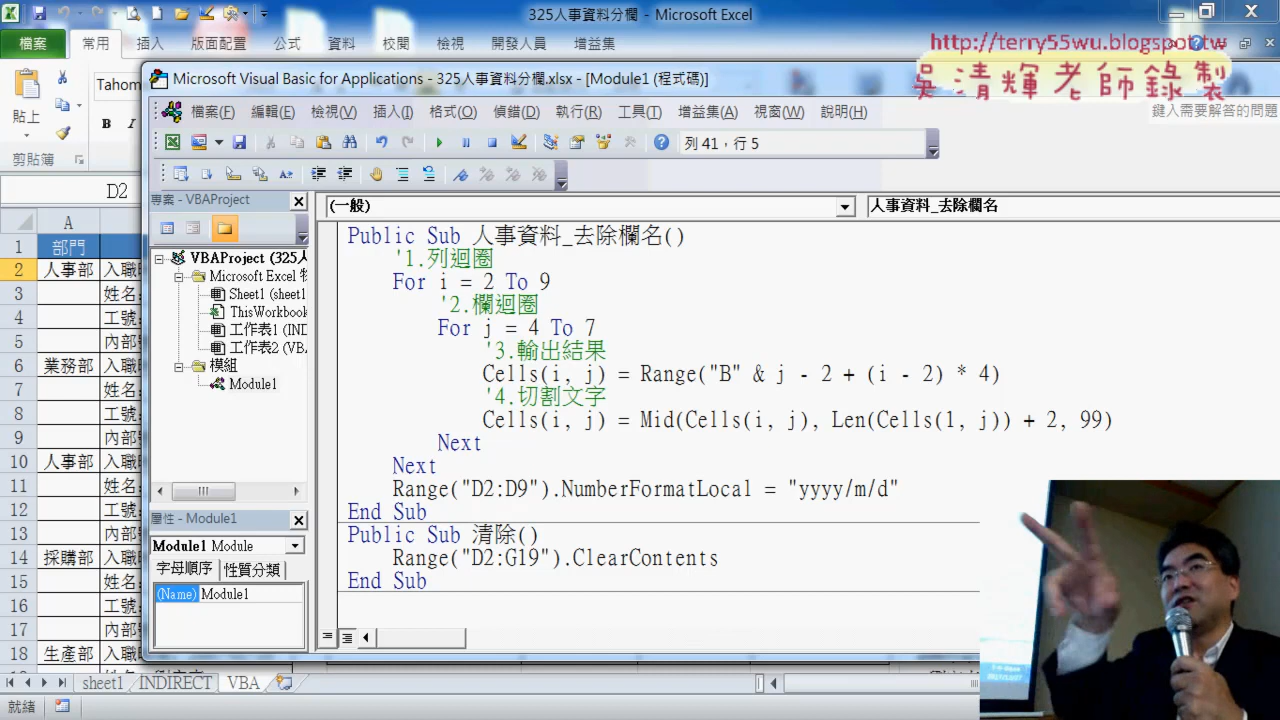 325人事資料分欄 - Microsoft Excel
檔案 常用 插入 版面配置 公式 資料 校閱 檢視 開發人員 增益集
http://terry55wu.blogspot.tw
吳清輝老師錄製
貼上
Tahom
B I
剪貼簿
Microsoft Visual Basic for Applications - 325人事資料分欄.xlsx - [Module1 (程式碼)]
檔案(F) 編輯(E) 檢視(V) 插入(I) 格式(O) 偵錯(D) 執行(R) 工具(T) 增益集(A) 視窗(W) 說明(H)
鍵入需要解答的問題
列 41，行 5
D2
專案 - VBAProject
VBAProject (325人
Microsoft Excel
Sheet1 (sheet1
ThisWorkbook
工作表1 (IND
工作表2 (VBA
模組
Module1
屬性 - Module1
Module1 Module
字母順序 性質分類
(Name) Module1
(一般) 人事資料_去除欄名
Public Sub 人事資料_去除欄名()
'1.列迴圈
For i = 2 To 9
'2.欄迴圈
For j = 4 To 7
'3.輸出結果
Cells(i, j) = Range("B" & j - 2 + (i - 2) * 4)
'4.切割文字
Cells(i, j) = Mid(Cells(i, j), Len(Cells(1, j)) + 2, 99)
Next
Next
Range("D2:D9").NumberFormatLocal = "yyyy/m/d"
End Sub
Public Sub 清除()
Range("D2:G19").ClearContents
End Sub
A
1 部門
2 人事部 入職
3 姓名
4 工號
5 內部
6 業務部 入職
7 姓名
8 工號
9 內部
10 人事部 入職
11 姓名
12 工號
13 內部
14 採購部 入職
15 姓名
16 工號
17 內部
18 生產部 入職
sheet1 INDIRECT VBA
就緒